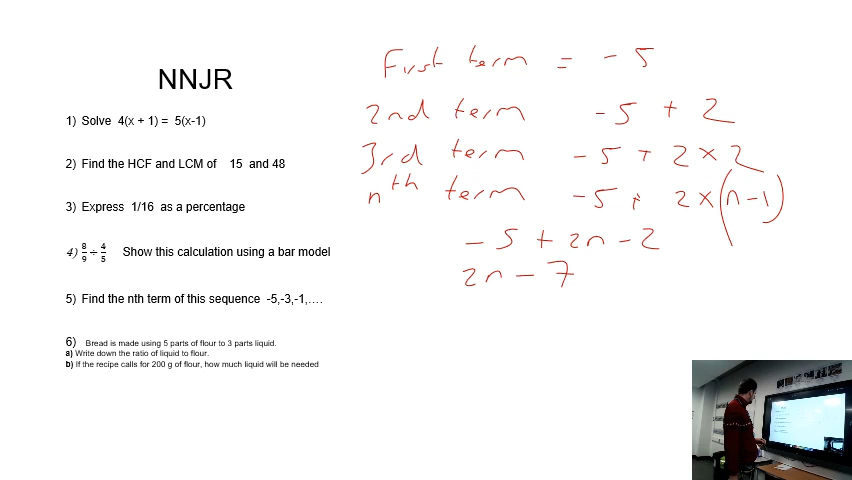 NNJR
1) Solve 4(x + 1) = 5(x-1)
2) Find the HCF and LCM of 15 and 48
3) Express 1/16 as a percentage
4) 8/9 ÷ 4/5 Show this calculation using a bar model
5) Find the nth term of this sequence -5,-3,-1,….
6) Bread is made using 5 parts of flour to 3 parts liquid.
a) Write down the ratio of liquid to flour.
b) If the recipe calls for 200 g of flour, how much liquid will be needed
First term = -5
2nd term -5 + 2
3rd term -5 + 2 × 2
nth term -5 + 2 × (n - 1)
-5 + 2n - 2
2n - 7